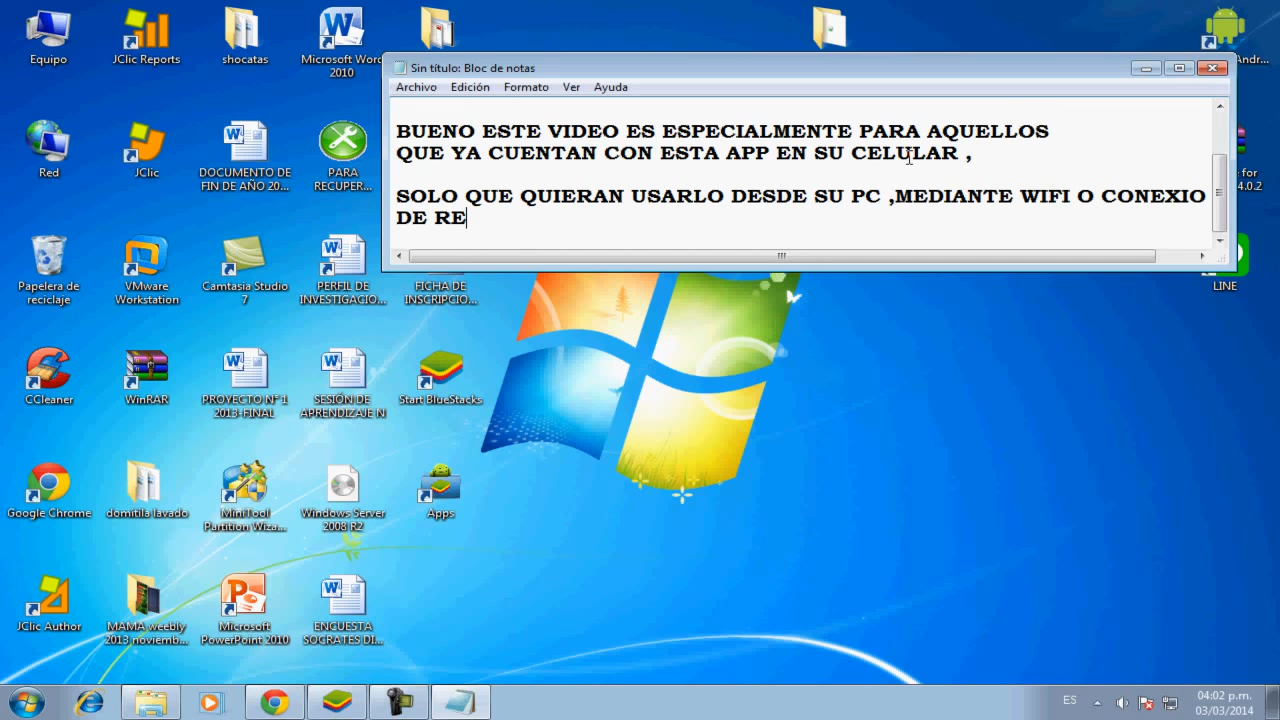 Equipo
JClic Reports
shocatas
Microsoft Word
2010
Sin título: Bloc de notas
Archivo Edición Formato Ver Ayuda
BUENO ESTE VIDEO ES ESPECIALMENTE PARA AQUELLOS
QUE YA CUENTAN CON ESTA APP EN SU CELULAR ,
SOLO QUE QUIERAN USARLO DESDE SU PC ,MEDIANTE WIFI O CONEXIO
DE RE
Red
JClic
DOCUMENTO DE
FIN DE AÑO 20...
PARA
RECUPER...
for
4.0.2
Papelera de
reciclaje
VMware
Workstation
Camtasia Studio
7
PERFIL DE
INVESTIGACIO...
FICHA DE
INSCRIPCIO...
LINE
CCleaner
WinRAR
PROYECTO Nº 1
2013-FINAL
SESIÓN DE
APRENDIZAJE N
Start BlueStacks
Google Chrome
domitila lavado
MiniTool
Partition Wiza...
Windows Server
2008 R2
Apps
JClic Author
MAMA weebly
2013 noviemb...
Microsoft
PowerPoint 2010
ENCUESTA
SOCRATES DI...
ES
04:02 p.m.
03/03/2014